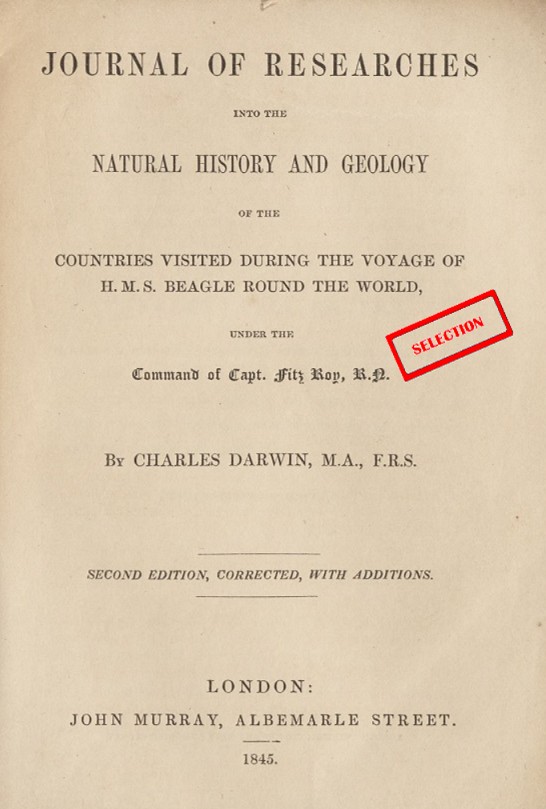 JOURNAL OF RESEARCHES
INTO THE
NATURAL HISTORY AND GEOLOGY
OF THE
COUNTRIES VISITED DURING THE VOYAGE OF
H. M. S. BEAGLE ROUND THE WORLD,
UNDER THE
SELECTION
Command of Capt. Fitz Roy, R.N.
BY CHARLES DARWIN, M.A., F.R.S.
SECOND EDITION, CORRECTED, WITH ADDITIONS.
LONDON:
JOHN MURRAY, ALBEMARLE STREET.
1845.